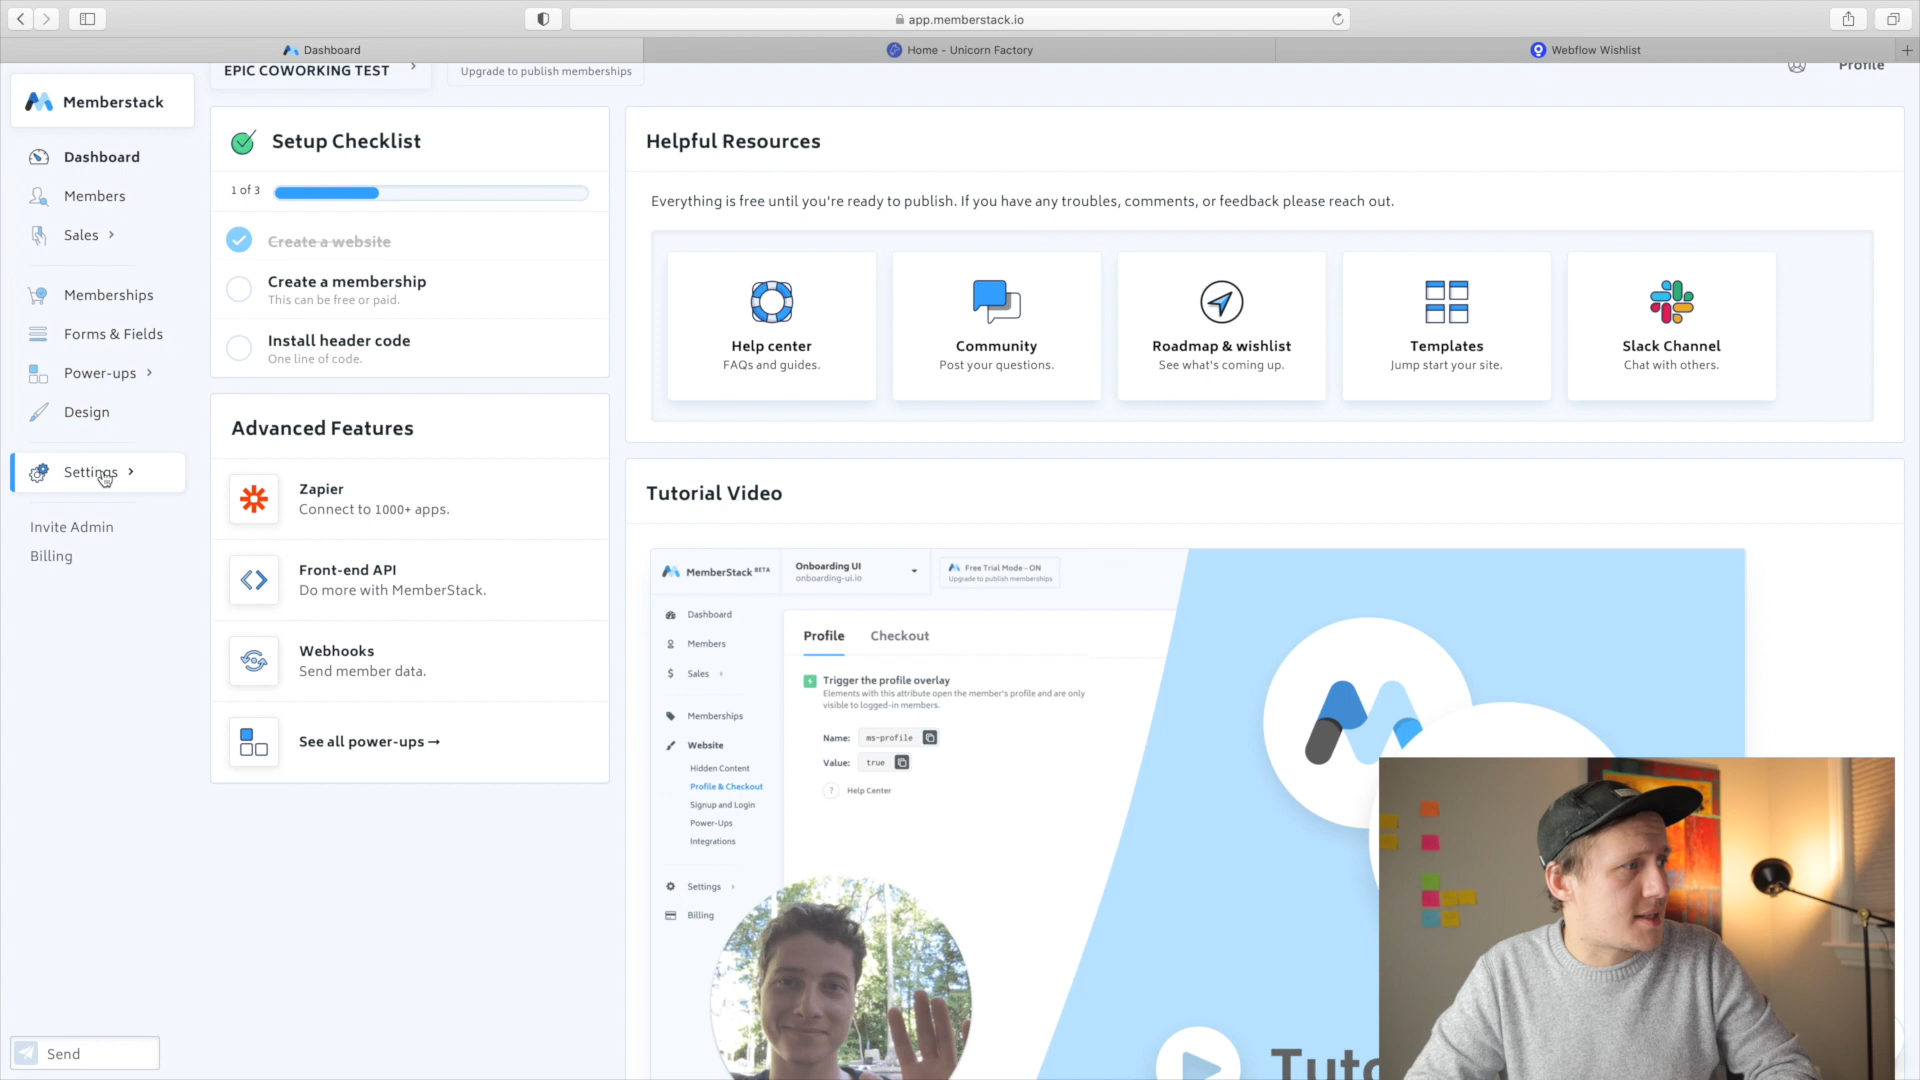 app.memberstack.io
Dashboard
Home - Unicorn Factory
Webflow Wishlist
EPIC COWORKING TEST
Upgrade to publish memberships
Profile
Memberstack
Dashboard
Members
Sales
Memberships
Forms & Fields
Power-ups
Design
Settings
Invite Admin
Billing
Send
Setup Checklist
1 of 3
Create a website
Create a membership
This can be free or paid.
Install header code
One line of code.
Advanced Features
Zapier
Connect to 1000+ apps.
Front-end API
Do more with MemberStack.
Webhooks
Send member data.
See all power-ups →
Helpful Resources
Everything is free until you're ready to publish. If you have any troubles, comments, or feedback please reach out.
Help center
FAQs and guides.
Community
Post your questions.
Roadmap & wishlist
See what's coming up.
Templates
Jump start your site.
Slack Channel
Chat with others.
Tutorial Video
MemberStack BETA
Onboarding UI
onboarding-ui.io
Free Trial Mode - ON
Upgrade to publish memberships
Dashboard
Members
Sales
Memberships
Website
Hidden Content
Profile & Checkout
Signup and Login
Power-Ups
Integrations
Settings
Billing
Profile
Checkout
Trigger the profile overlay
Elements with this attribute open the member's profile and are only
visible to logged-in members.
Name: ms-profile
Value: true
? Help Center
Tuto